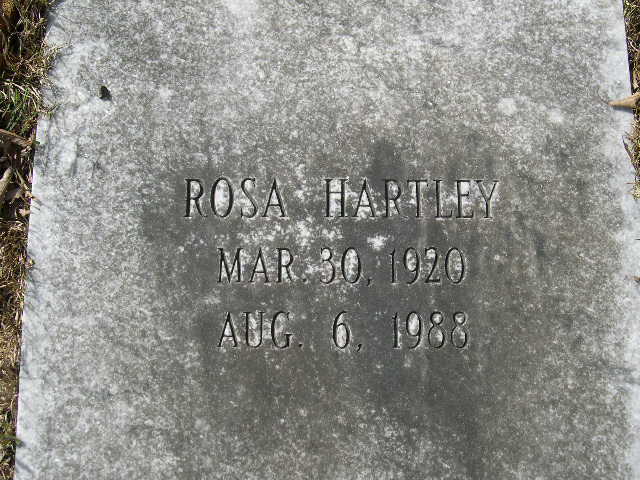 ROSA HARTLEY
MAR. 30, 1920
AUG. 6, 1988